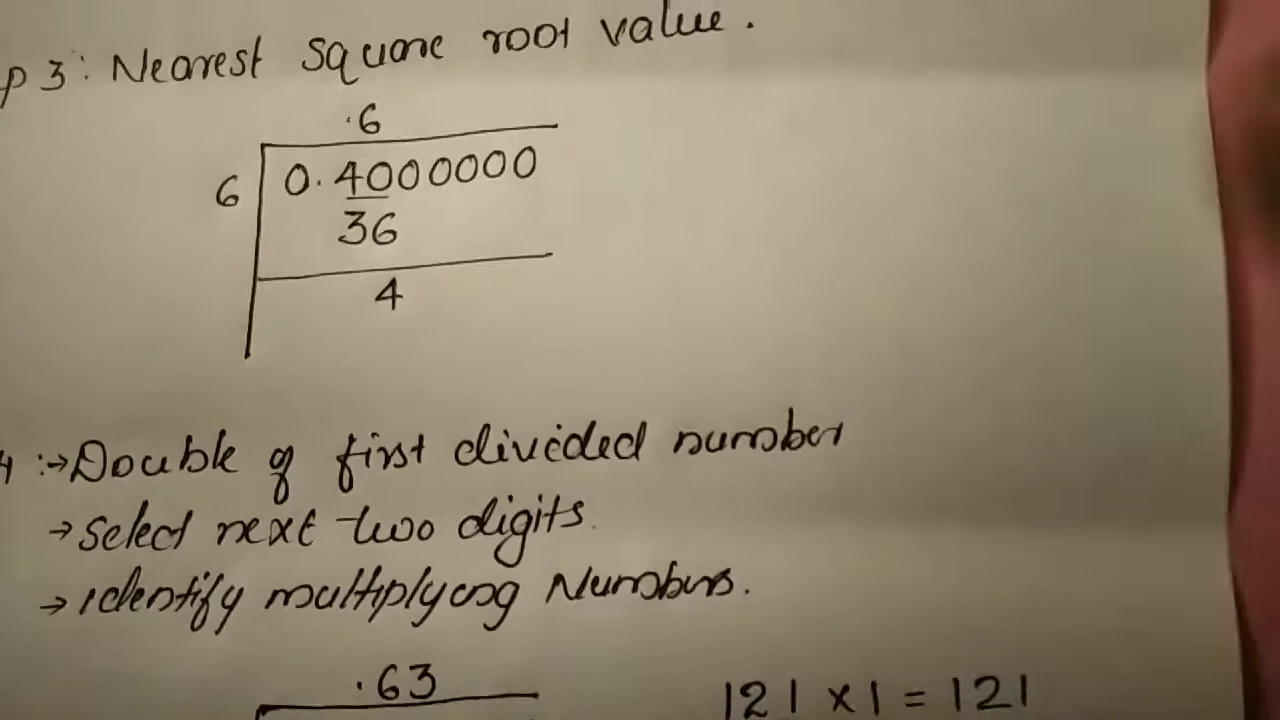 p 3: Nearest square root value.
.6
6 0.4000000
36
4
4 :→ Double of first divided number
→ Select next two digits.
→ Identify multiplying Numbers.
.63
121 x 1 = 121